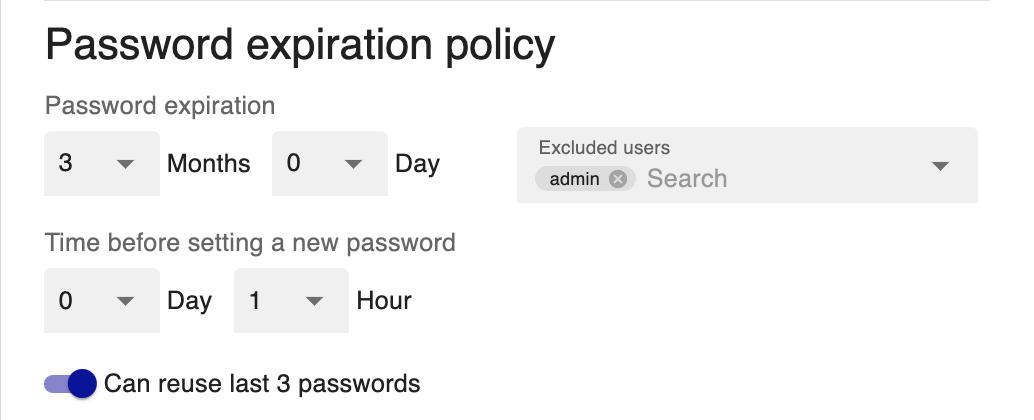 Password expiration policy
Password expiration
3 Months 0 Day
Excluded users
admin Search
Time before setting a new password
0 Day 1 Hour
Can reuse last 3 passwords